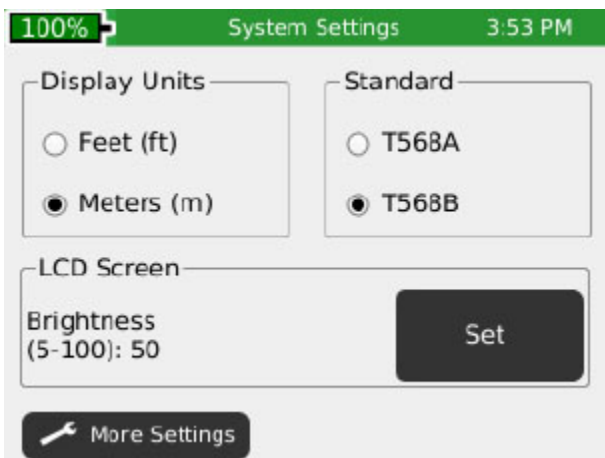 100% System Settings 3:53 PM
Display Units
Feet (ft)
Meters (m)
Standard
T568A
T568B
LCD Screen
Brightness
(5-100): 50
Set
More Settings